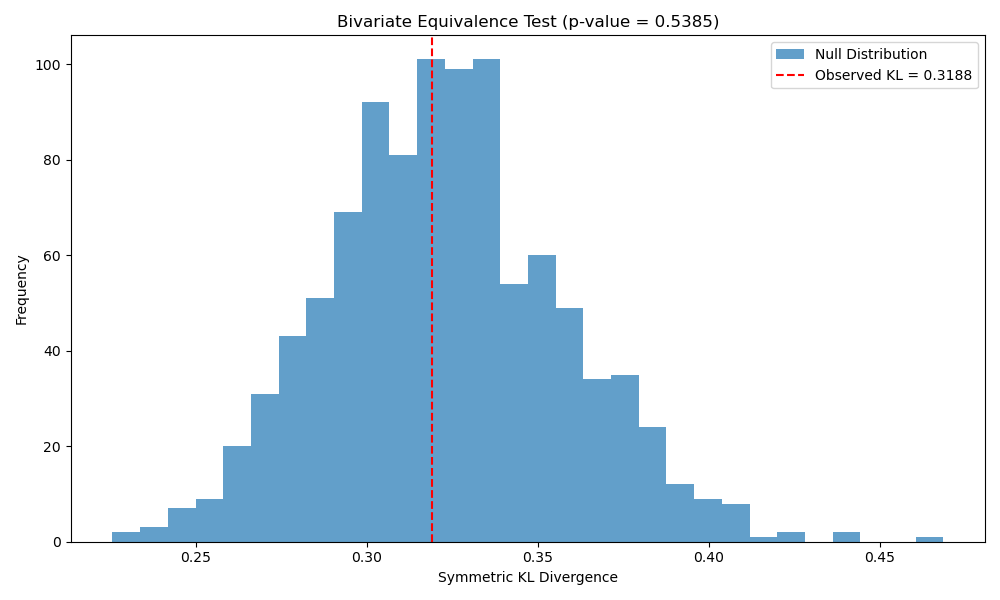 Bivariate Equivalence Test (p-value = 0.5385)
Null Distribution
Observed KL = 0.3188
Frequency
100
80
60
40
20
0
0.25 0.30 0.35 0.40 0.45
Symmetric KL Divergence